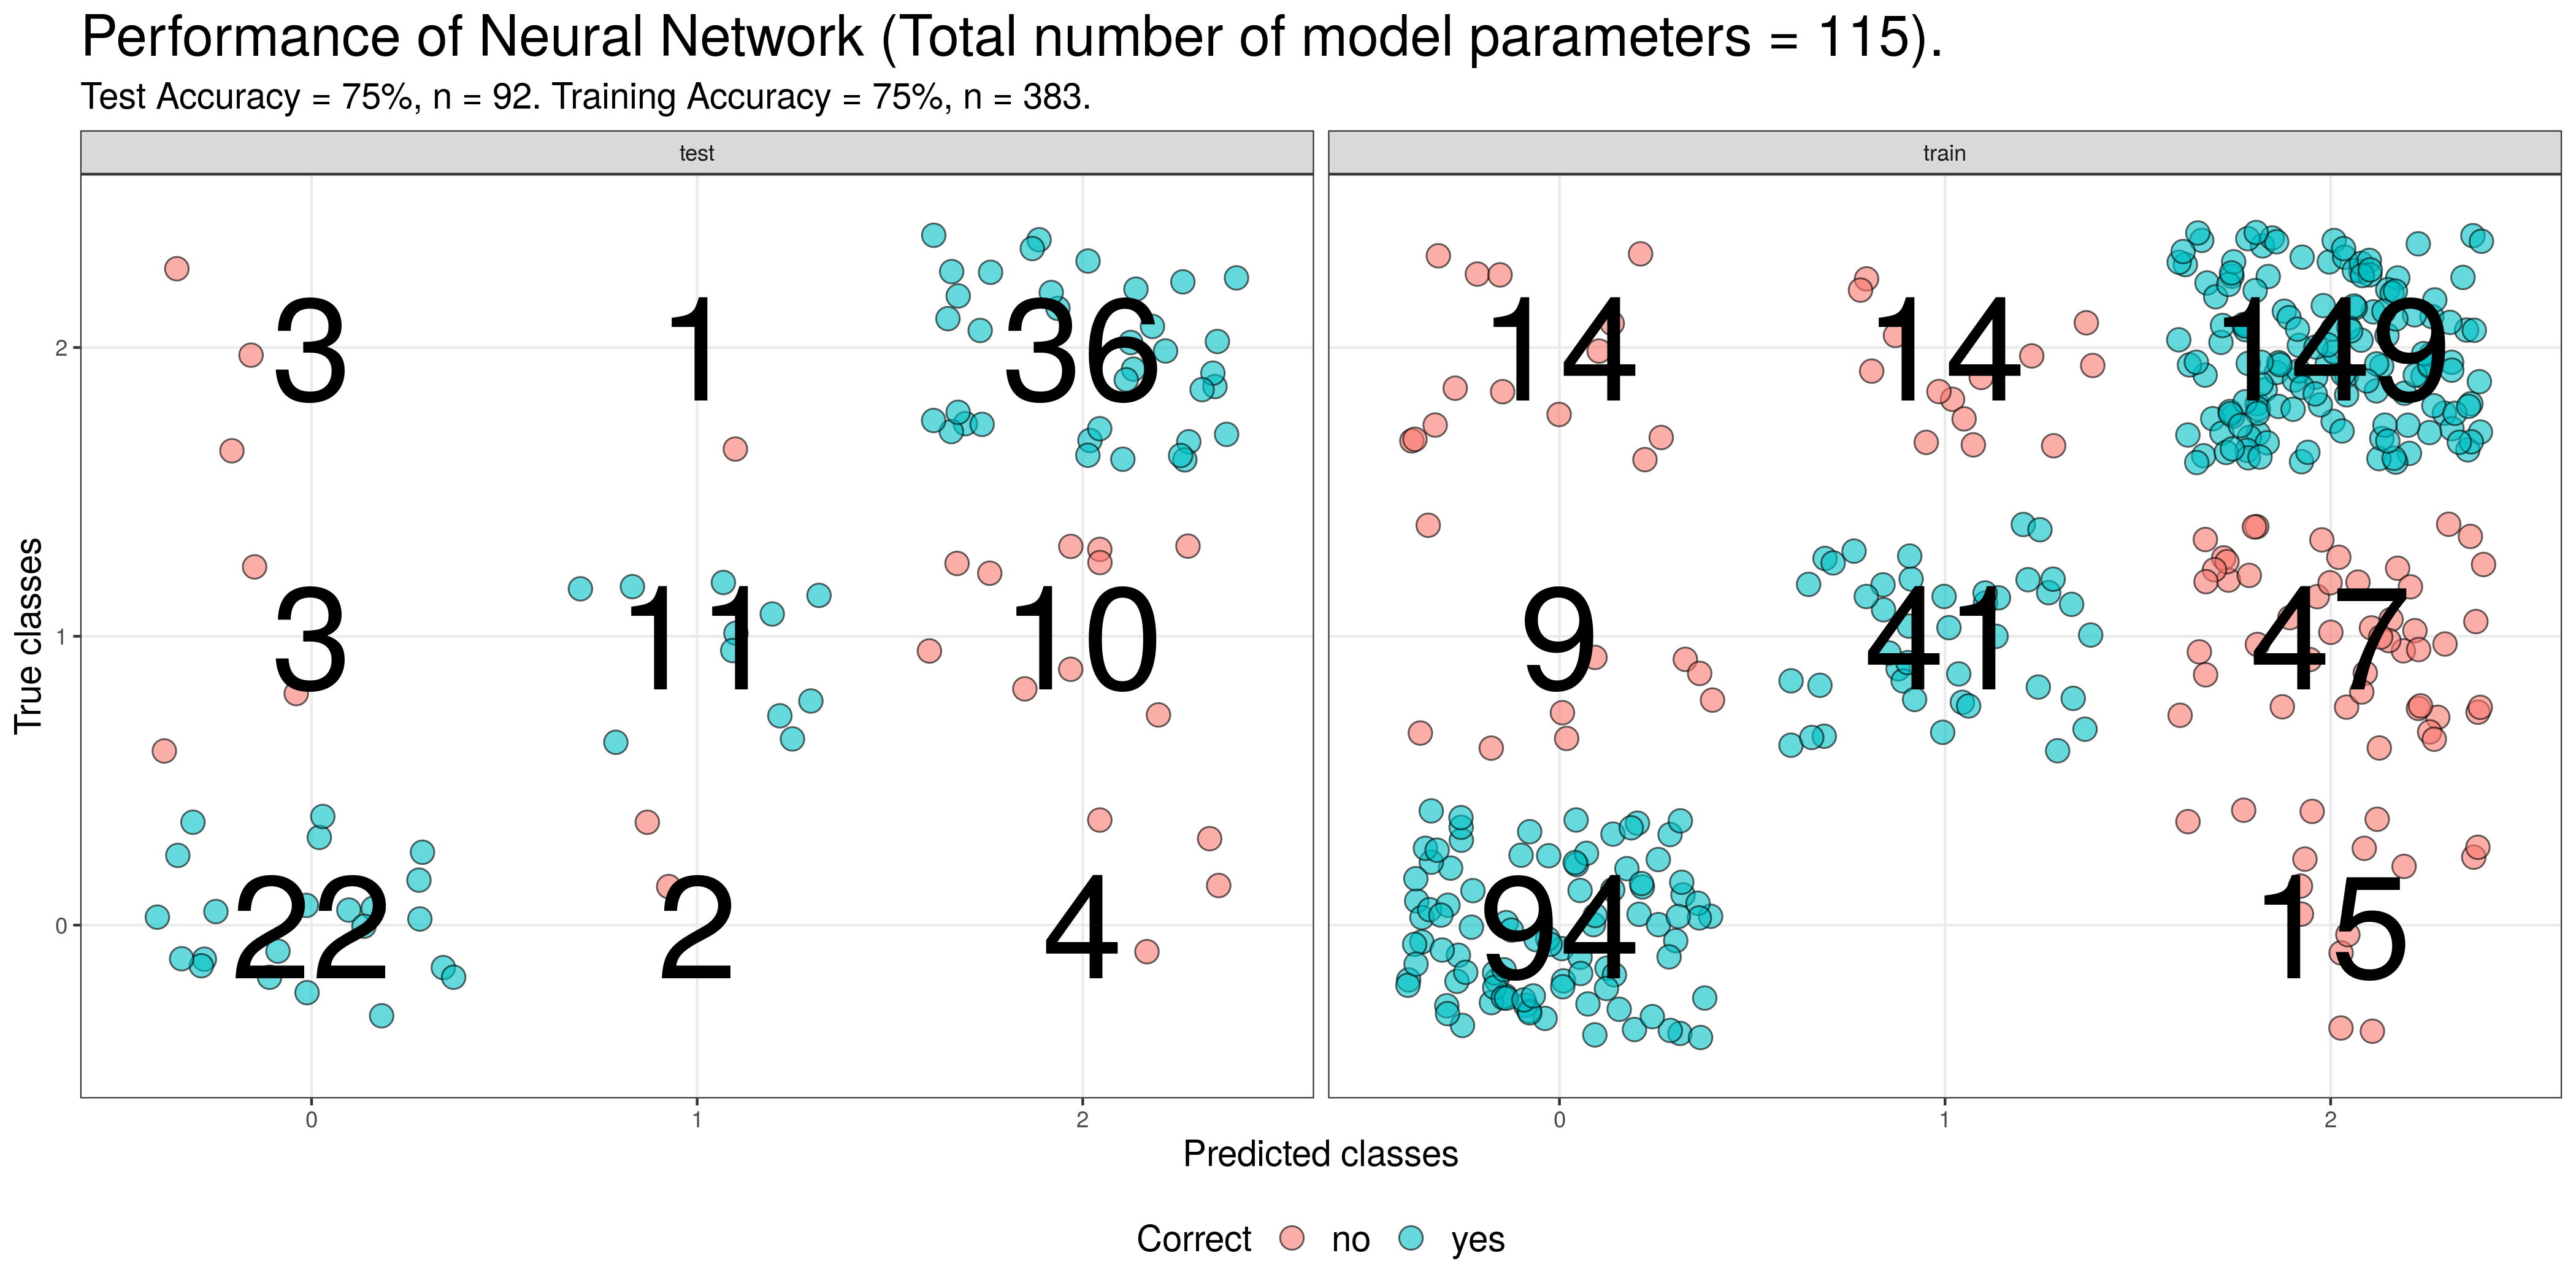 Performance of Neural Network (Total number of model parameters = 115).
Test Accuracy = 75%, n = 92. Training Accuracy = 75%, n = 383.
test train
True classes
2 3 1 36 14 14 149
1 3 11 10 9 41 47
0 22 2 4 94 15
0 1 2 0 1 2
Predicted classes
Correct no yes